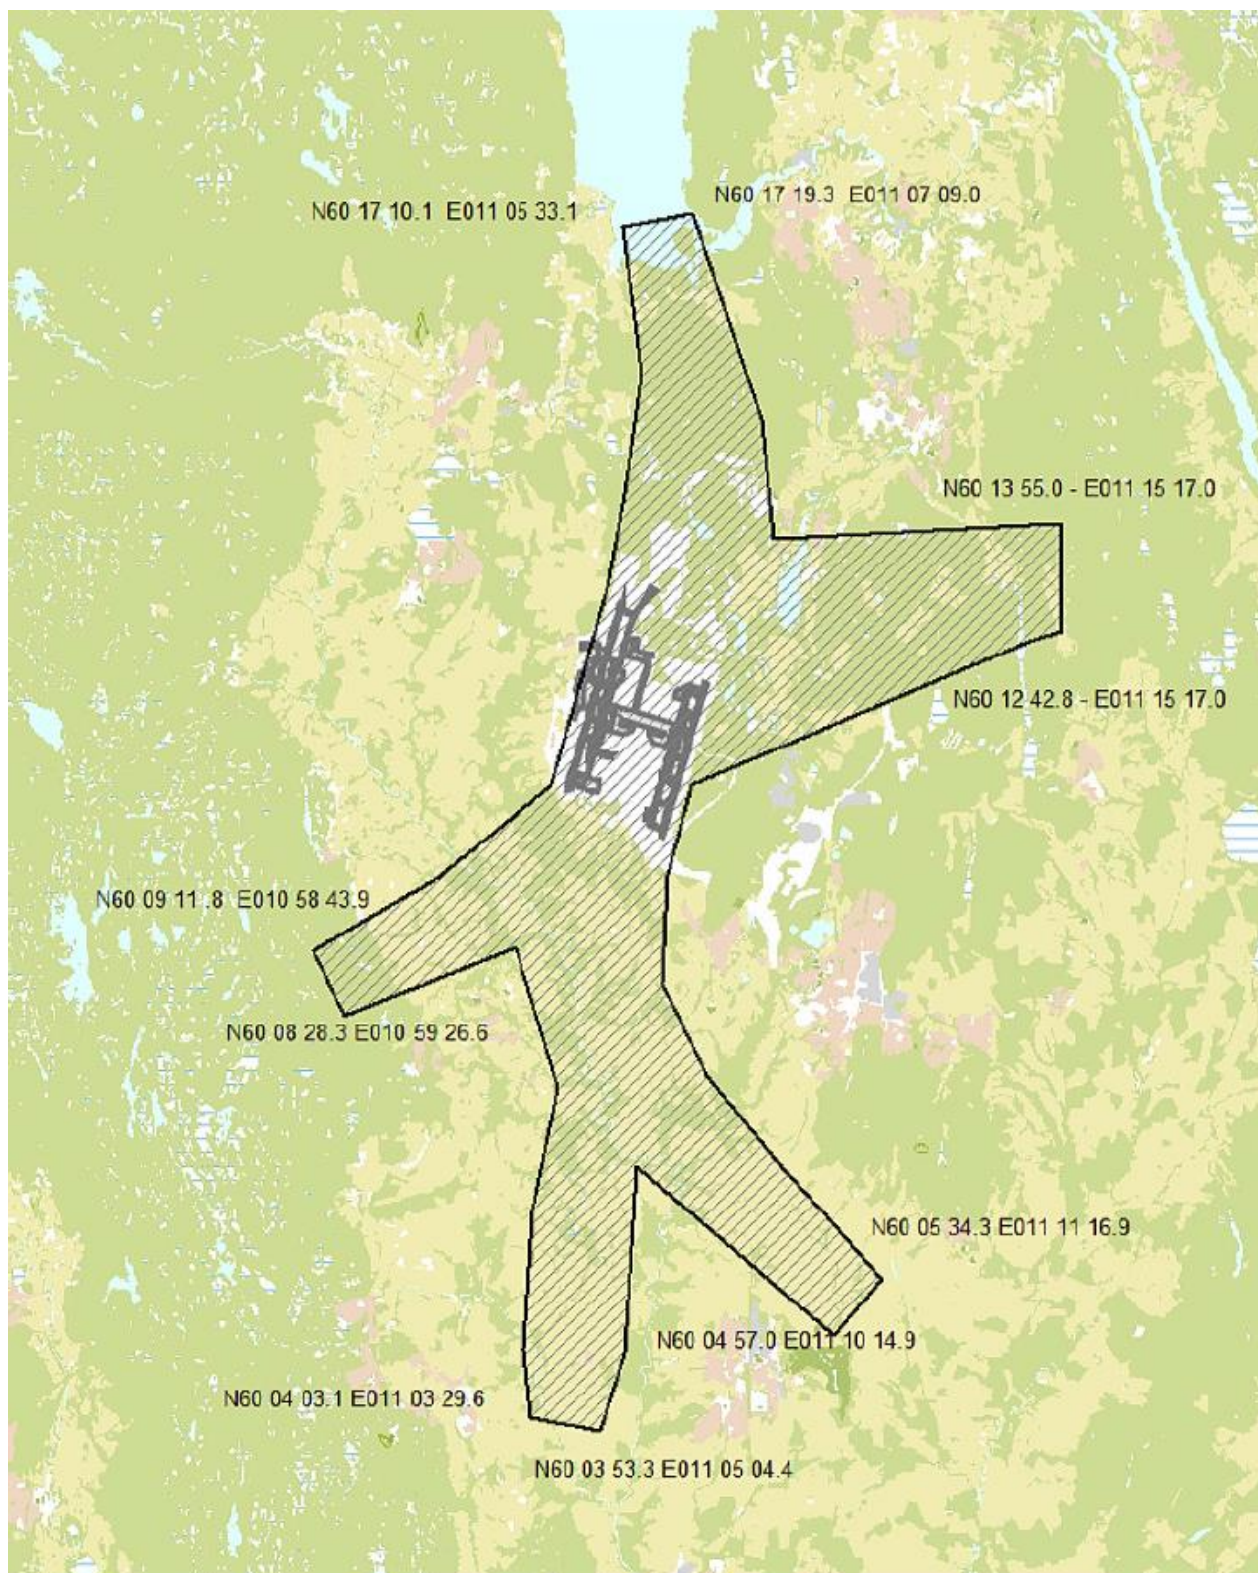 N60 17 19.3 E011 07 09.0
N60 17 10.1 E011 05 33.1
N60 13 55.0 - E011 15 17.0
N60 12 42.8 - E011 15 17.0
N60 09 11.8 E010 58 43.9
N60 08 28.3 E010 59 26.6
N60 05 34.3 E011 11 16.9
N60 04 57.0 E011 10 14.9
N60 04 03.1 E011 03 29.6
N60 03 53.3 E011 05 04.4